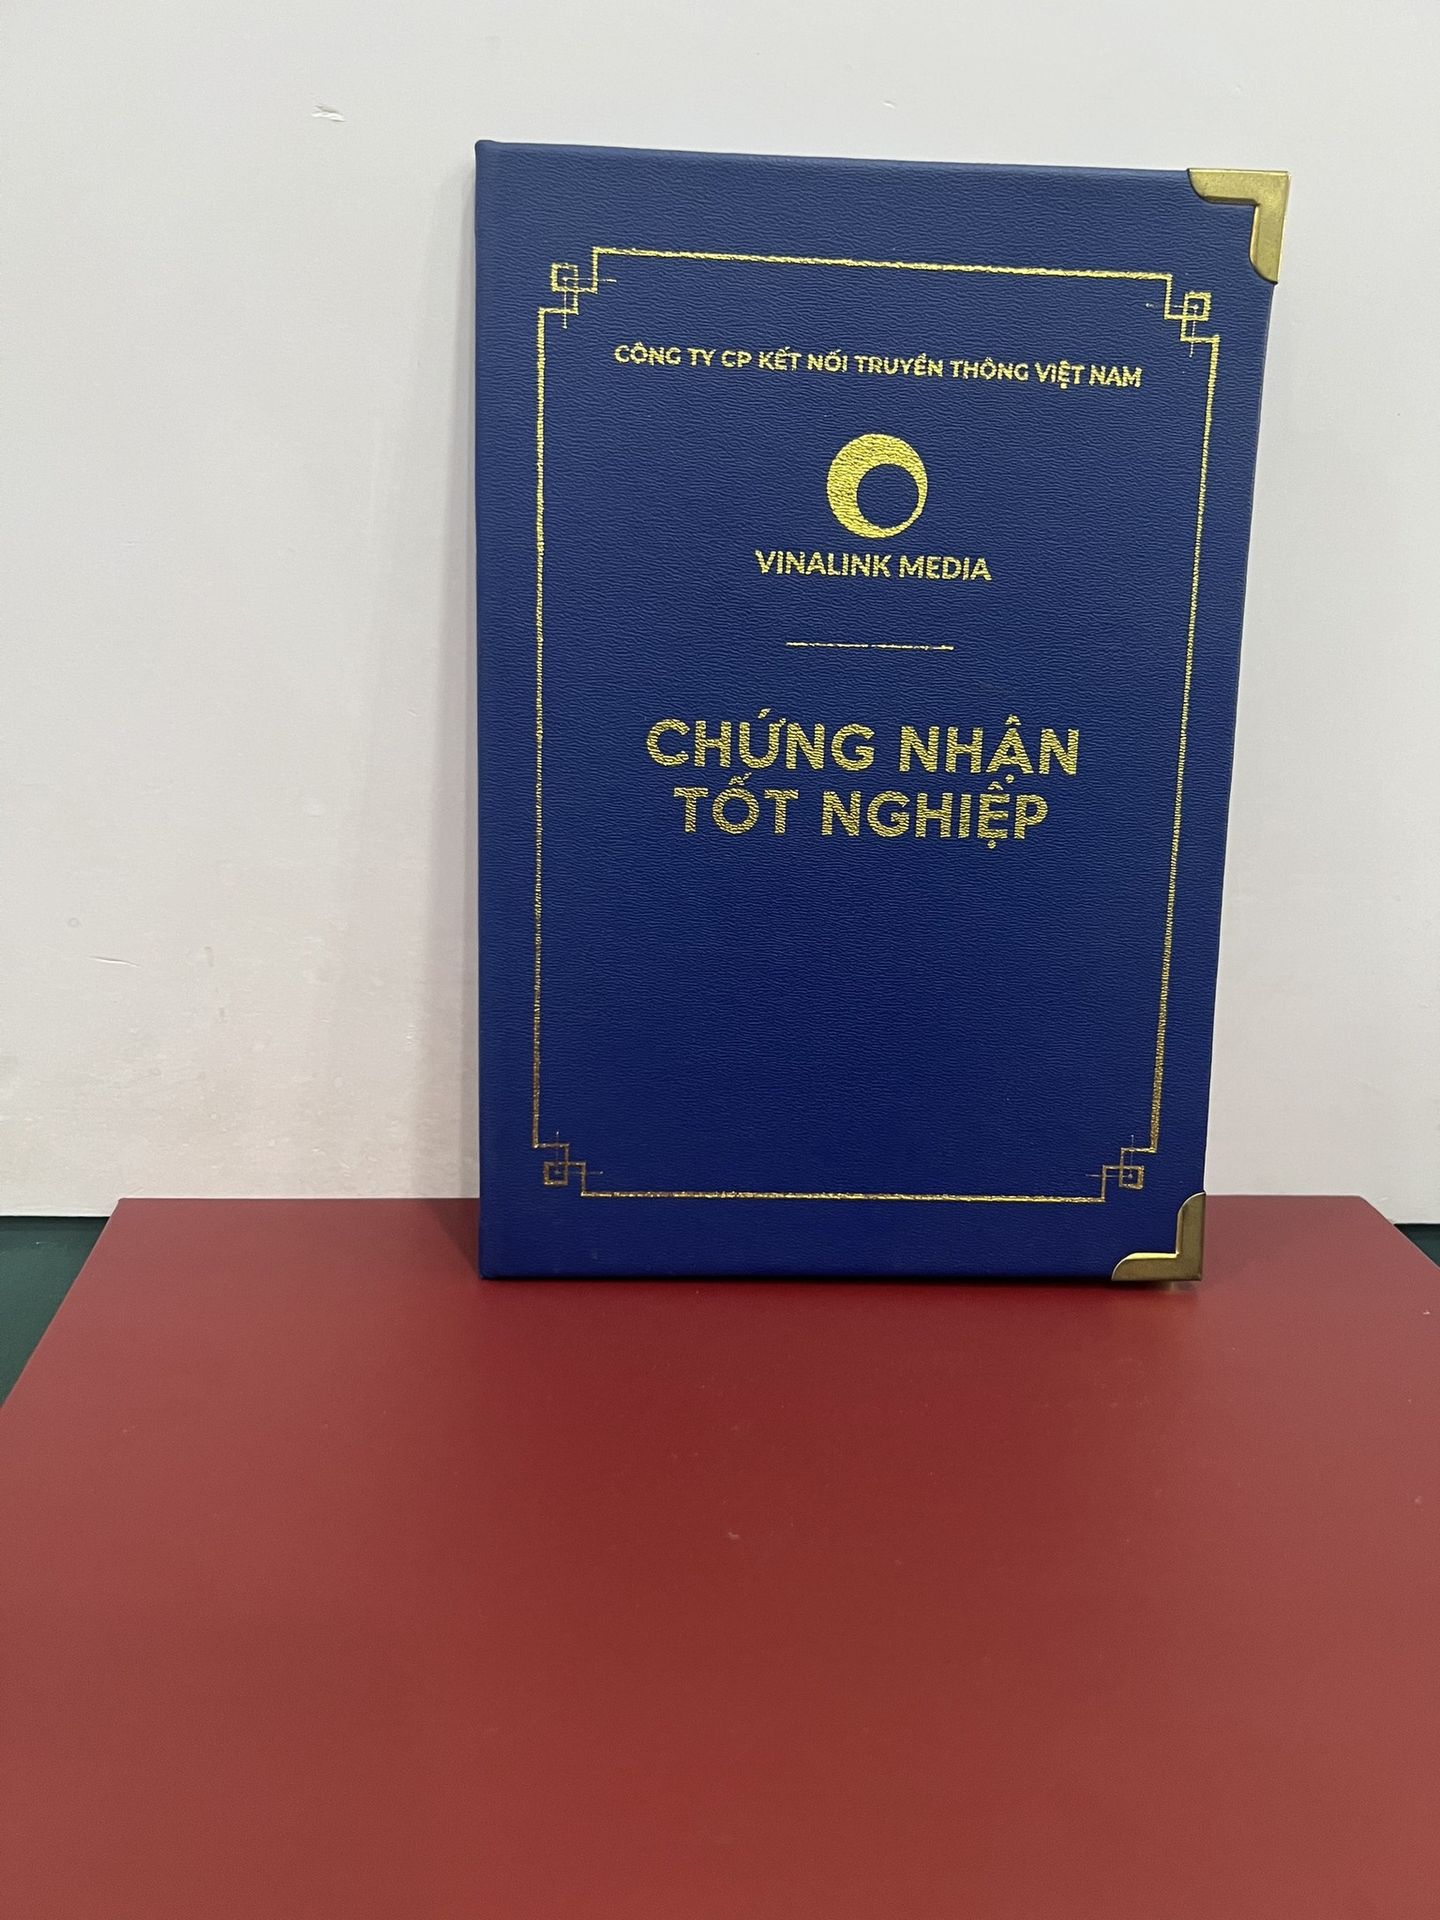 CÔNG TY CP KẾT NỐI TRUYỀN THÔNG VIỆT NAM
VINALINK MEDIA
CHỨNG NHẬN
TỐT NGHIỆP